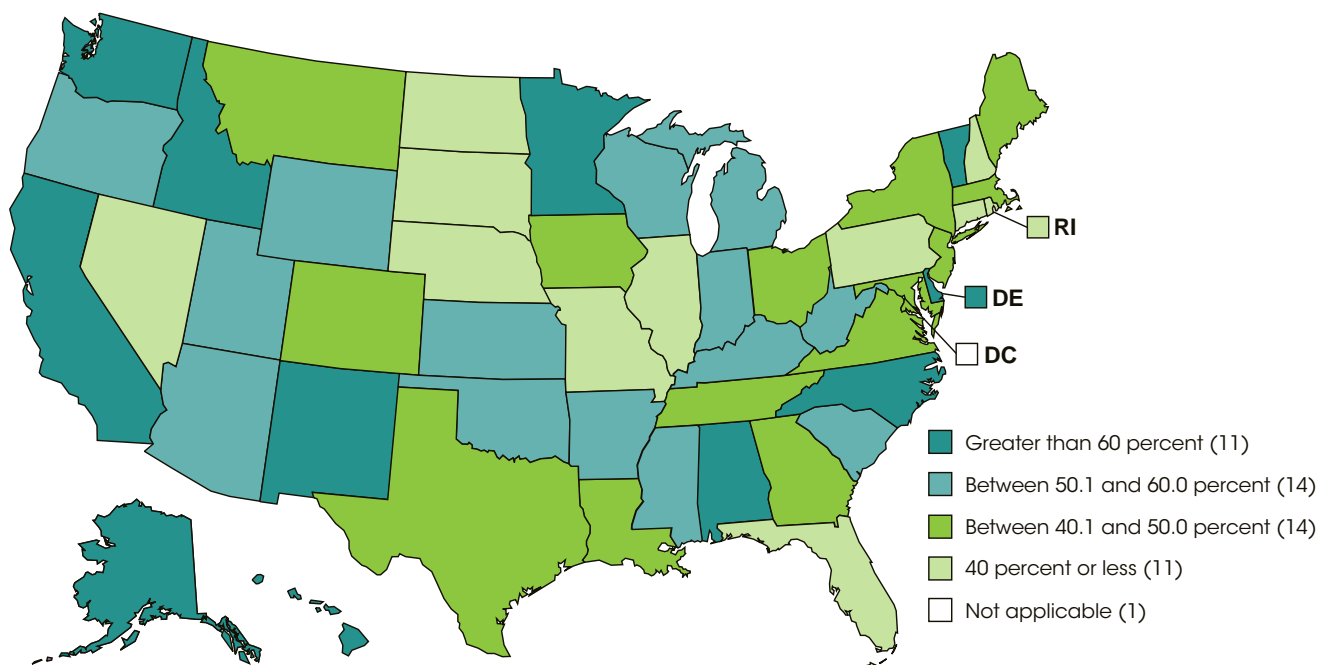 RI
DE
DC
Greater than 60 percent (11)
Between 50.1 and 60.0 percent (14)
Between 40.1 and 50.0 percent (14)
40 percent or less (11)
Not applicable (1)